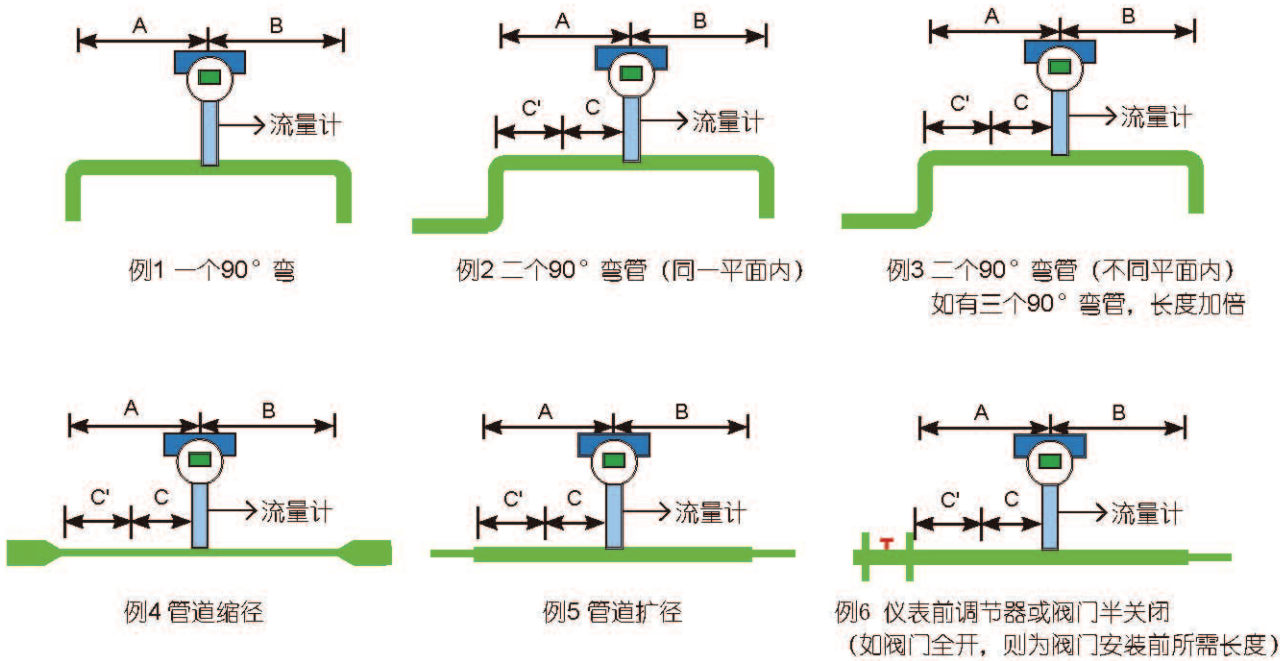 A B
流量计
例1 一个90° 弯
A B
C' C
流量计
例2 二个90° 弯管（同一平面内）
A B
C' C
流量计
例3 二个90° 弯管（不同平面内）
如有三个90° 弯管，长度加倍
A B
C' C
流量计
例4 管道缩径
A B
C' C
流量计
例5 管道扩径
A B
C' C
流量计
例6 仪表前调节器或阀门半关闭
（如阀门全开，则为阀门安装前所需长度）